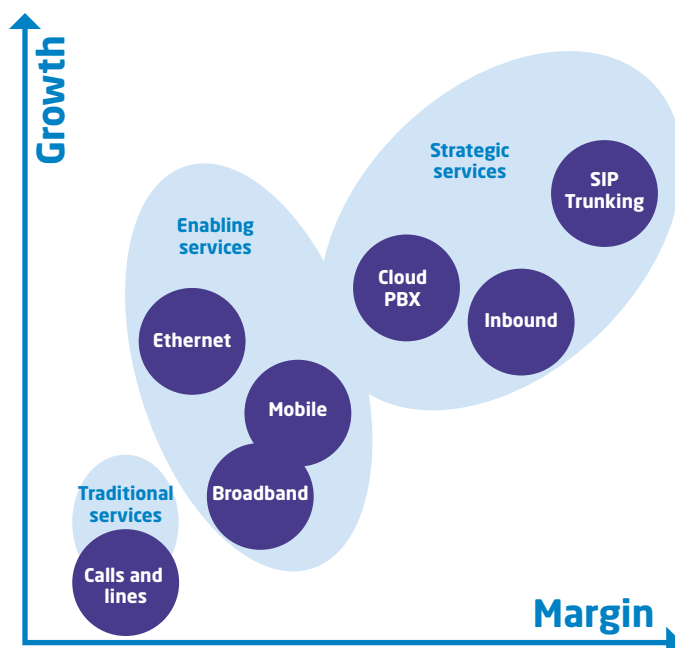 Growth
Strategic
services
SIP
Trunking
Enabling
services
Cloud
PBX
Inbound
Ethernet
Mobile
Broadband
Traditional
services
Calls and
lines
Margin